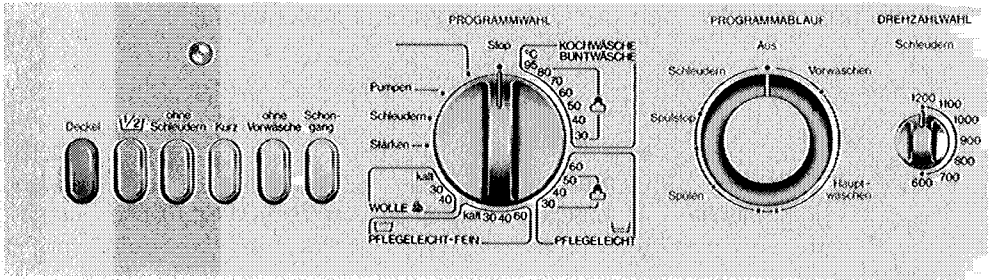 PROGRAMMWAHL
PROGRAMMABLAUF
DREHZAHLWAHL
Stop
KOCHWÄSCHE
BUNTWÄSCHE
°C
95
80
70
60
50
40
30
Pumpen
Schleudern
Stärken
kalt
30
40
WOLLE
kalt 30 40 60
PFLEGELEICHT-FEIN
60
50
40
30
PFLEGELEICHT
Deckel
1/2
ohne
Schleudern
Kurz
ohne
Vorwäsche
Schon-
gang
Aus
Schleudern
Vorwaschen
Spülstop
Spülen
Haupt-
waschen
Schleudern
1200
1100
1000
900
800
700
600